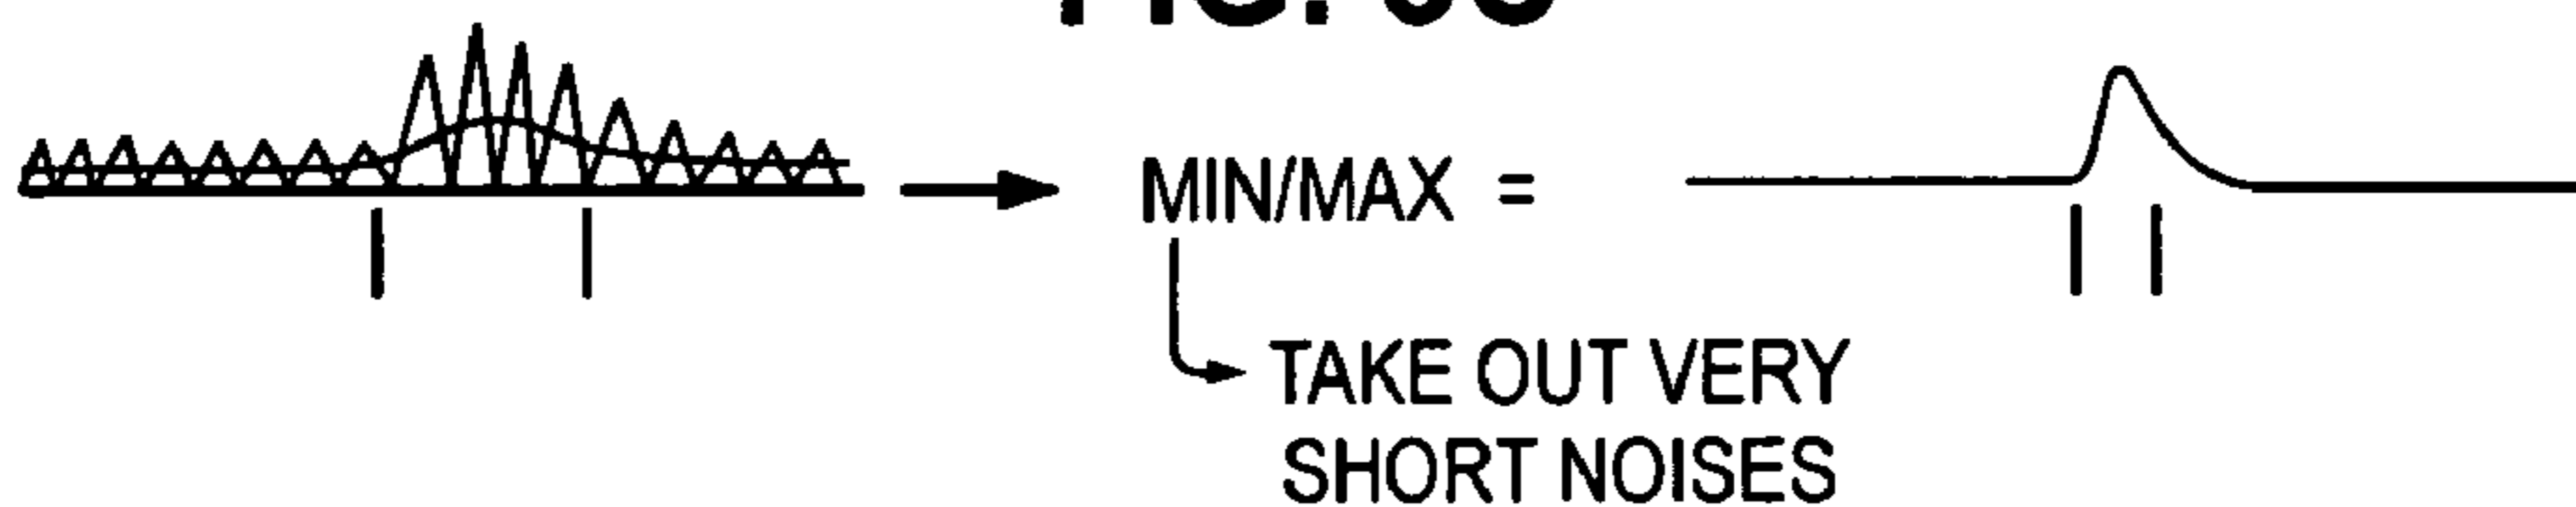 MIN/MAX =
TAKE OUT VERY
SHORT NOISES